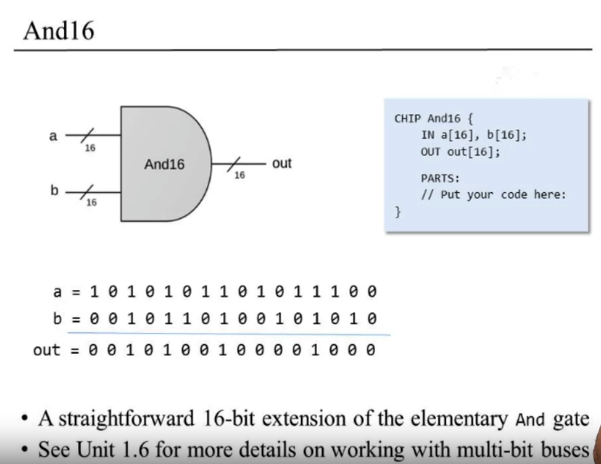 And16
a
16
b
16
And16
16
out
CHIP And16 {
IN a[16], b[16];
OUT out[16];
PARTS:
// Put your code here:
}
a = 1 0 1 0 1 0 1 1 0 1 0 1 1 1 0 0
b = 0 0 1 0 1 1 0 1 0 0 1 0 1 0 1 0
out = 0 0 1 0 1 0 0 1 0 0 0 0 1 0 0 0
• A straightforward 16-bit extension of the elementary And gate
• See Unit 1.6 for more details on working with multi-bit buses